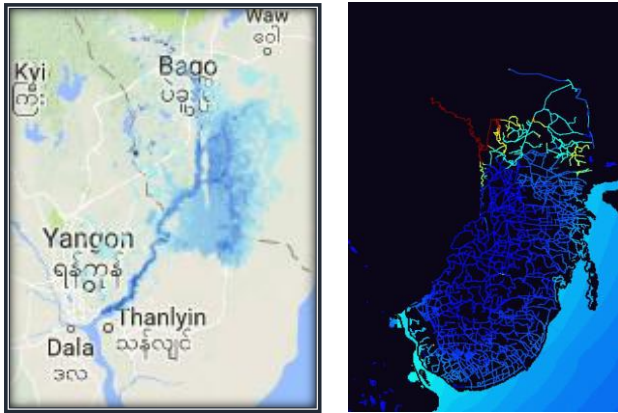 Waw
ဝေါ
Kyi
ကြီး
Bago
ပဲခူး
Yangon
ရန်ကုန်
Thanlyin
သန်လျင်
Dala
ဒလ